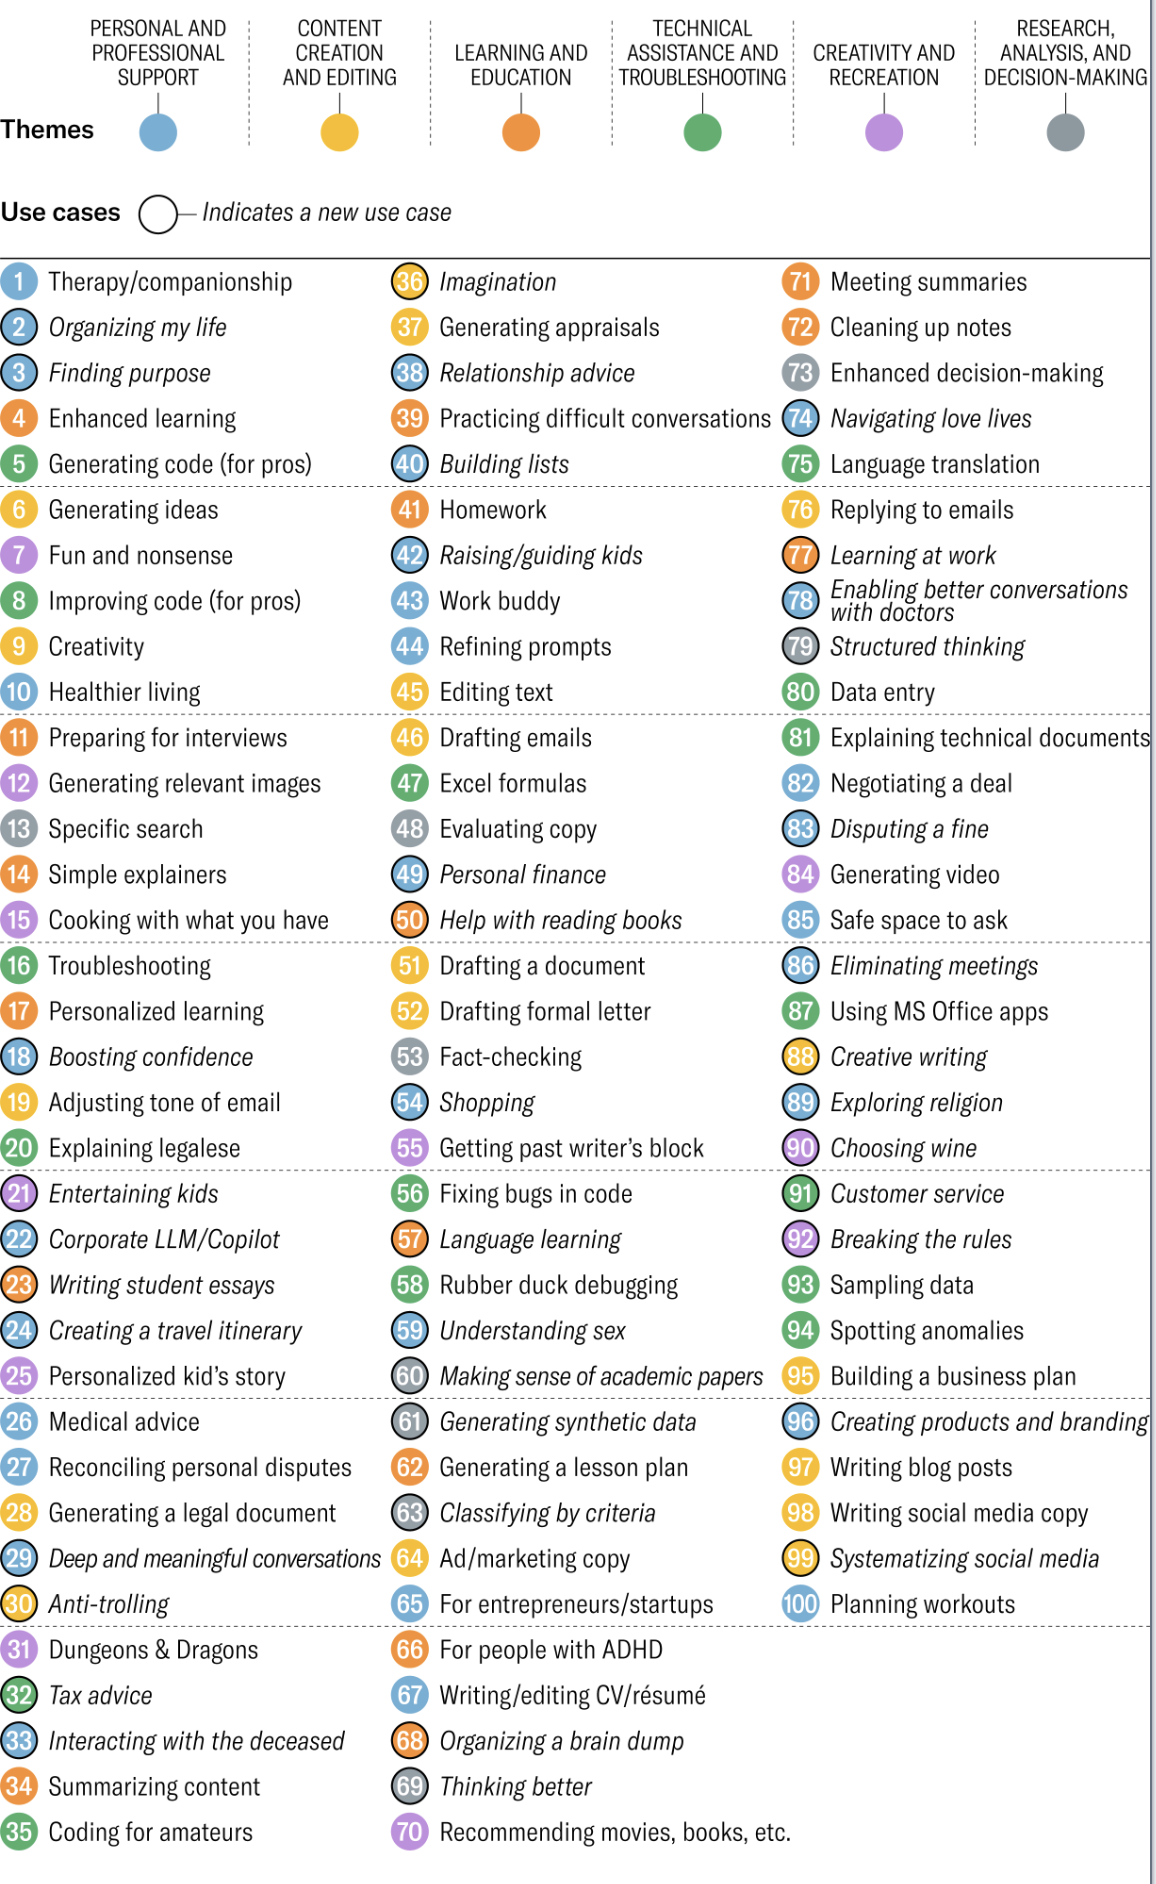 PERSONAL AND
PROFESSIONAL
SUPPORT
CONTENT
CREATION
AND EDITING
LEARNING AND
EDUCATION
TECHNICAL
ASSISTANCE AND
TROUBLESHOOTING
CREATIVITY AND
RECREATION
RESEARCH,
ANALYSIS, AND
DECISION-MAKING
Themes
Use cases
Indicates a new use case
1 Therapy/companionship
2 Organizing my life
3 Finding purpose
4 Enhanced learning
5 Generating code (for pros)
6 Generating ideas
7 Fun and nonsense
8 Improving code (for pros)
9 Creativity
10 Healthier living
11 Preparing for interviews
12 Generating relevant images
13 Specific search
14 Simple explainers
15 Cooking with what you have
16 Troubleshooting
17 Personalized learning
18 Boosting confidence
19 Adjusting tone of email
20 Explaining legalese
21 Entertaining kids
22 Corporate LLM/Copilot
23 Writing student essays
24 Creating a travel itinerary
25 Personalized kid's story
26 Medical advice
27 Reconciling personal disputes
28 Generating a legal document
29 Deep and meaningful conversations
30 Anti-trolling
31 Dungeons & Dragons
32 Tax advice
33 Interacting with the deceased
34 Summarizing content
35 Coding for amateurs
36 Imagination
37 Generating appraisals
38 Relationship advice
39 Practicing difficult conversations
40 Building lists
41 Homework
42 Raising/guiding kids
43 Work buddy
44 Refining prompts
45 Editing text
46 Drafting emails
47 Excel formulas
48 Evaluating copy
49 Personal finance
50 Help with reading books
51 Drafting a document
52 Drafting formal letter
53 Fact-checking
54 Shopping
55 Getting past writer's block
56 Fixing bugs in code
57 Language learning
58 Rubber duck debugging
59 Understanding sex
60 Making sense of academic papers
61 Generating synthetic data
62 Generating a lesson plan
63 Classifying by criteria
64 Ad/marketing copy
65 For entrepreneurs/startups
66 For people with ADHD
67 Writing/editing CV/résumé
68 Organizing a brain dump
69 Thinking better
70 Recommending movies, books, etc.
71 Meeting summaries
72 Cleaning up notes
73 Enhanced decision-making
74 Navigating love lives
75 Language translation
76 Replying to emails
77 Learning at work
78 Enabling better conversations
with doctors
79 Structured thinking
80 Data entry
81 Explaining technical documents
82 Negotiating a deal
83 Disputing a fine
84 Generating video
85 Safe space to ask
86 Eliminating meetings
87 Using MS Office apps
88 Creative writing
89 Exploring religion
90 Choosing wine
91 Customer service
92 Breaking the rules
93 Sampling data
94 Spotting anomalies
95 Building a business plan
96 Creating products and branding
97 Writing blog posts
98 Writing social media copy
99 Systematizing social media
100 Planning workouts